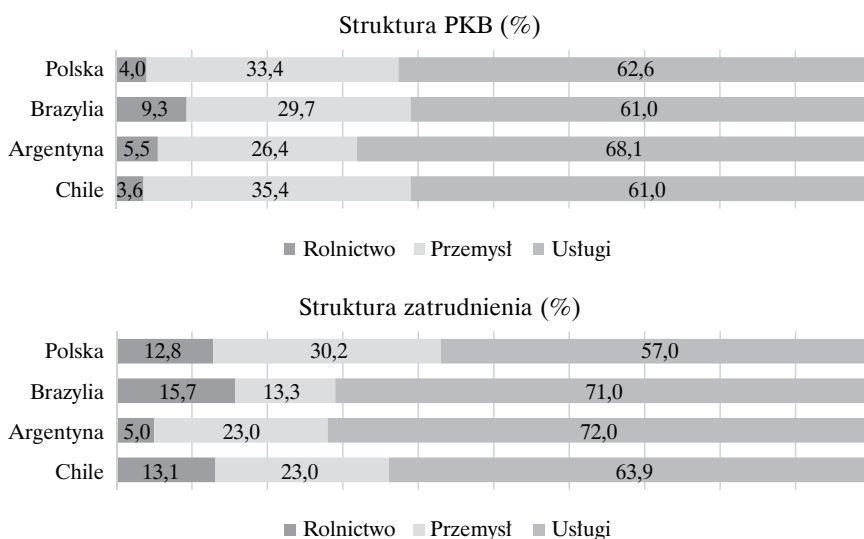 Struktura PKB (%)
Polska 4,0 33,4 62,6
Brazylia 9,3 29,7 61,0
Argentyna 5,5 26,4 68,1
Chile 3,6 35,4 61,0
Rolnictwo Przemysł Usługi
Struktura zatrudnienia (%)
Polska 12,8 30,2 57,0
Brazylia 15,7 13,3 71,0
Argentyna 5,0 23,0 72,0
Chile 13,1 23,0 63,9
Rolnictwo Przemysł Usługi